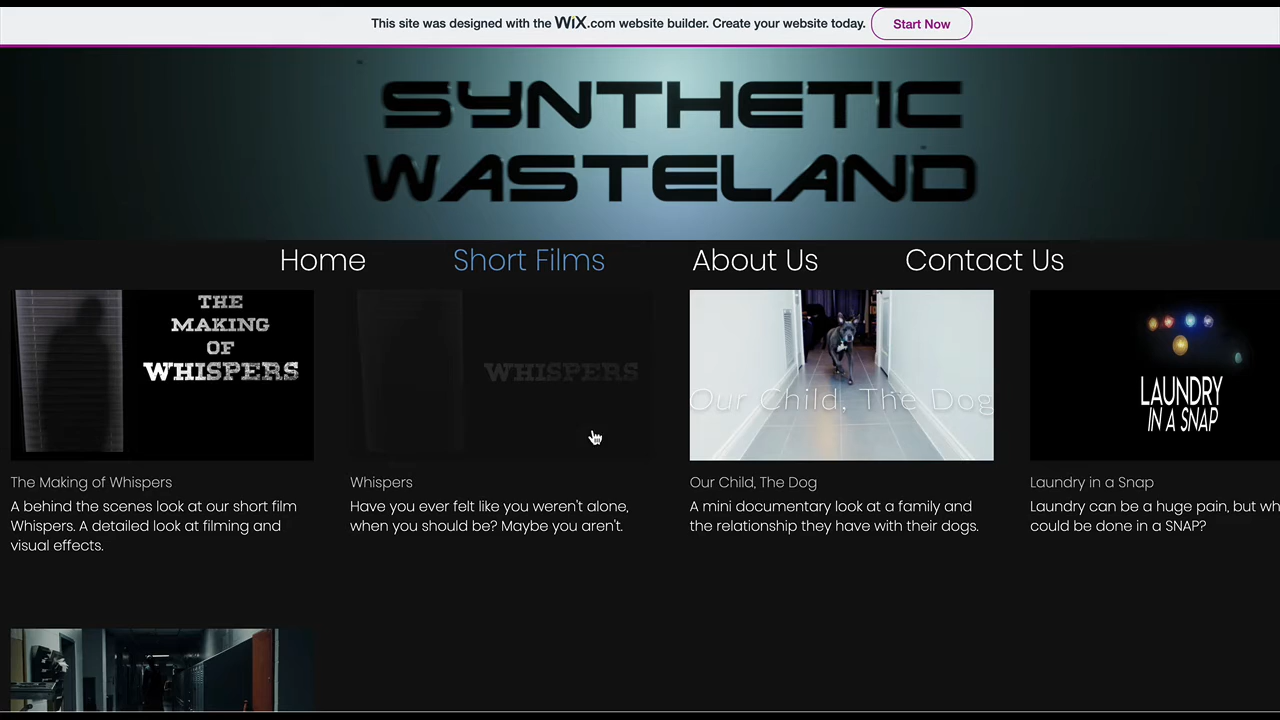 This site was designed with the WiX.com website builder. Create your website today. Start Now
SYNTHETIC
WASTELAND
Home Short Films About Us Contact Us
THE
MAKING
OF
WHISPERS
WHISPERS
Our Child, The Dog
LAUNDRY
IN A SNAP
The Making of Whispers
A behind the scenes look at our short film
Whispers. A detailed look at filming and
visual effects.
Whispers
Have you ever felt like you weren't alone,
when you should be? Maybe you aren't.
Our Child, The Dog
A mini documentary look at a family and
the relationship they have with their dogs.
Laundry in a Snap
Laundry can be a huge pain, but
could be done in a SNAP?